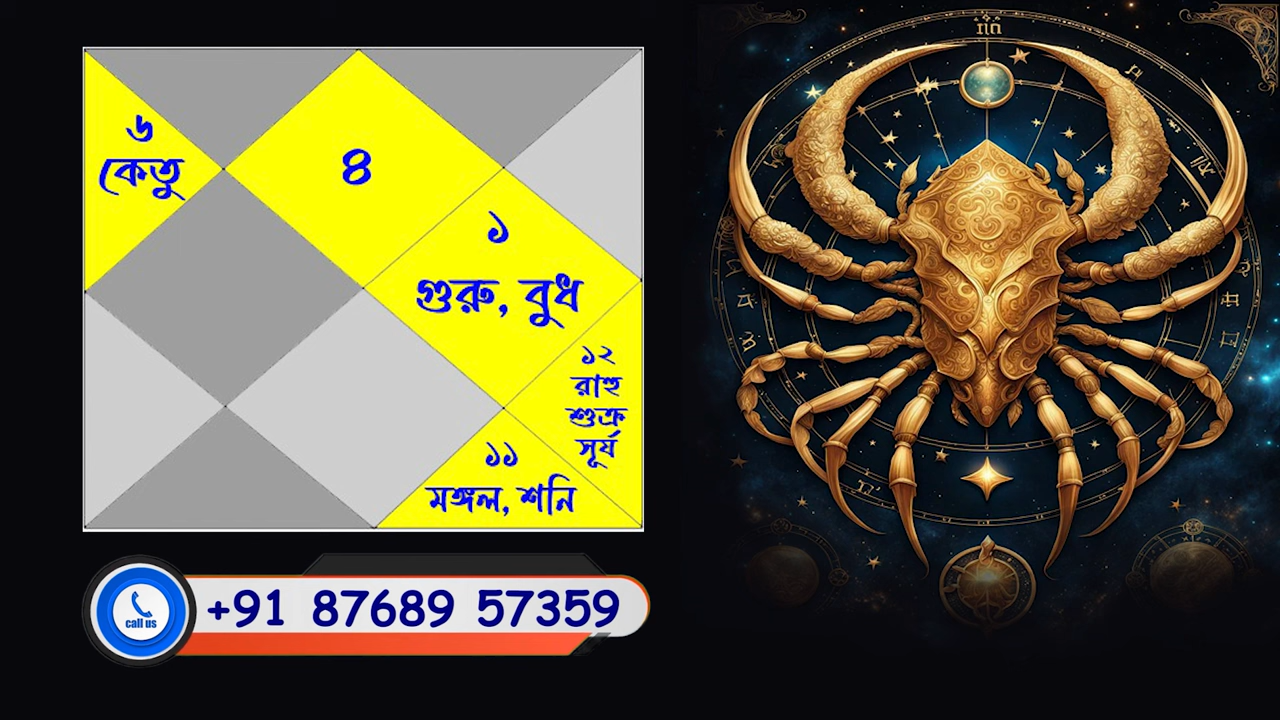 ৬
কেতু
৪
১
গুরু, বুধ
১২
রাহু
শুক্র
সূর্য
১১
মঙ্গল, শনি
call us
+91 87689 57359